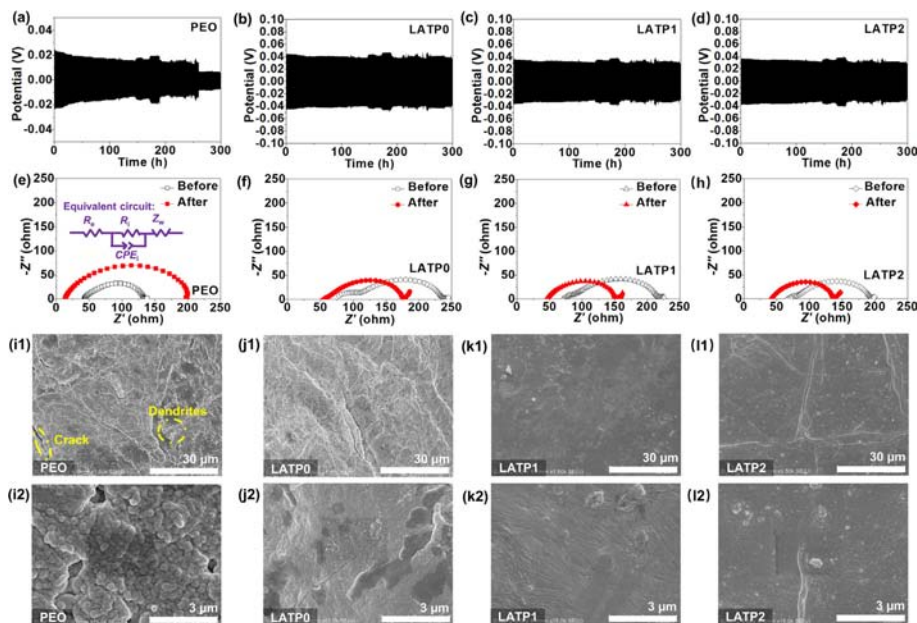 (a) PEO
0.04
0.02
0.00
-0.02
-0.04
Potential (V)
0 100 200 300
Time (h)
(b) LATP0
0.10
0.08
0.06
0.04
0.02
0.00
-0.02
-0.04
-0.06
-0.08
-0.10
Potential (V)
0 100 200 300
Time (h)
(c) LATP1
0.10
0.08
0.06
0.04
0.02
0.00
-0.02
-0.04
-0.06
-0.08
-0.10
Potential (V)
0 100 200 300
Time (h)
(d) LATP2
0.10
0.08
0.06
0.04
0.02
0.00
-0.02
-0.04
-0.06
-0.08
-0.10
Potential (V)
0 100 200 300
Time (h)
(e)
Before
After
Equivalent circuit:
Re Ri Zw
CPEi
PEO
250
200
150
100
50
0
-Z'' (ohm)
0 50 100 150 200 250
Z' (ohm)
(f)
Before
After
LATP0
250
200
150
100
50
0
-Z'' (ohm)
0 50 100 150 200 250
Z' (ohm)
(g)
Before
After
LATP1
250
200
150
100
50
0
-Z'' (ohm)
0 50 100 150 200 250
Z' (ohm)
(h)
Before
After
LATP2
250
200
150
100
50
0
-Z'' (ohm)
0 50 100 150 200 250
Z' (ohm)
(i1)
Dendrites
Crack
PEO 30 µm
(j1)
LATP0 30 µm
(k1)
LATP1 30 µm
(l1)
LATP2 30 µm
(i2)
PEO 3 µm
(j2)
LATP0 3 µm
(k2)
LATP1 3 µm
(l2)
LATP2 3 µm